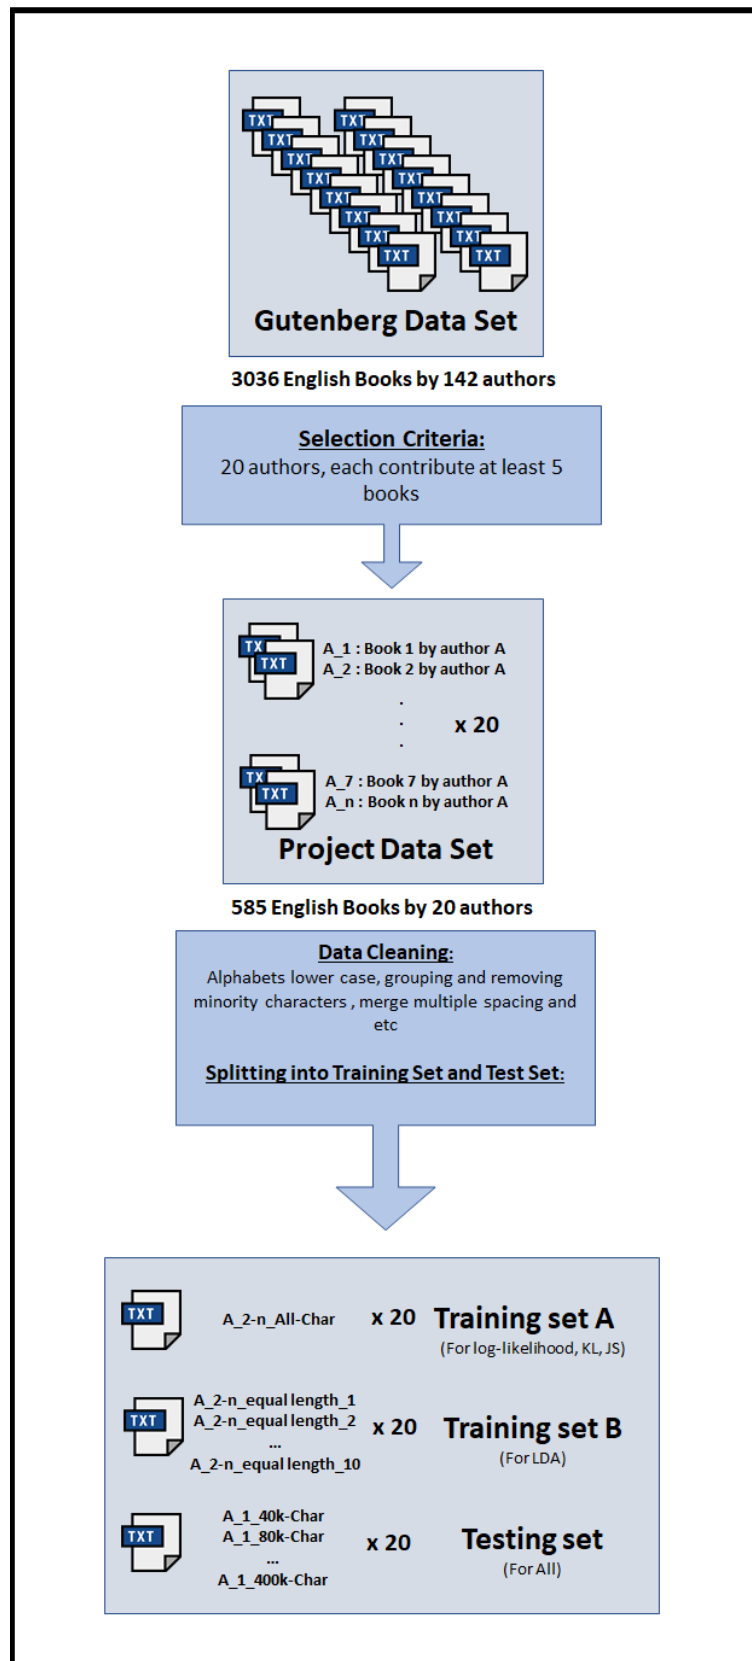 TXT TXT
TXT TXT
TXT TXT
TXT TXT
TXT TXT
TXT TXT
TXT TXT
TXT TXT
Gutenberg Data Set
3036 English Books by 142 authors
Selection Criteria:
20 authors, each contribute at least 5
books
TX
TXT
A_1 : Book 1 by author A
A_2 : Book 2 by author A
.
.
.
x 20
TX
TXT
A_7 : Book 7 by author A
A_n : Book n by author A
Project Data Set
585 English Books by 20 authors
Data Cleaning:
Alphabets lower case, grouping and removing
minority characters , merge multiple spacing and
etc
Splitting into Training Set and Test Set:
TXT
A_2-n_All-Char
x 20
Training set A
(For log-likelihood, KL, JS)
TXT
A_2-n_equal length_1
A_2-n_equal length_2
...
A_2-n_equal length_10
x 20
Training set B
(For LDA)
TXT
A_1_40k-Char
A_1_80k-Char
...
A_1_400k-Char
x 20
Testing set
(For All)